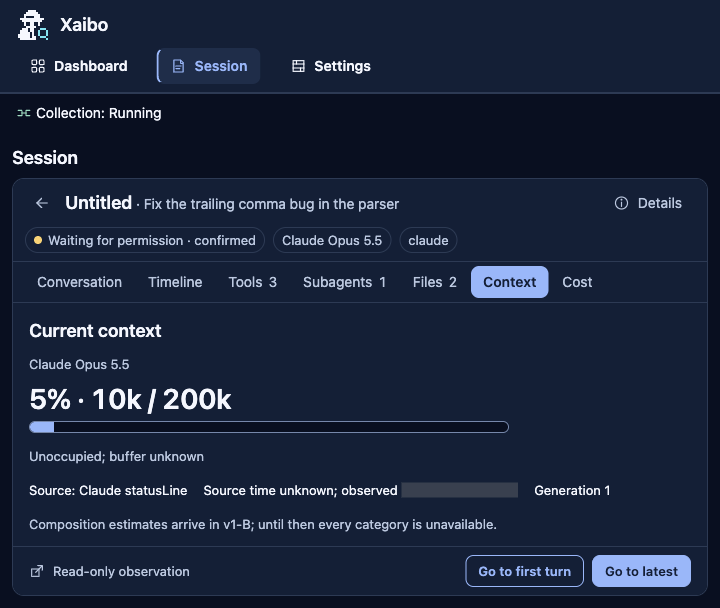 Xaibo
Dashboard Session Settings
Collection: Running
Session
Untitled · Fix the trailing comma bug in the parser Details
Waiting for permission · confirmed Claude Opus 5.5 claude
Conversation Timeline Tools 3 Subagents 1 Files 2 Context Cost
Current context
Claude Opus 5.5
5% · 10k / 200k
Unoccupied; buffer unknown
Source: Claude statusLine Source time unknown; observed Generation 1
Composition estimates arrive in v1-B; until then every category is unavailable.
Read-only observation Go to first turn Go to latest